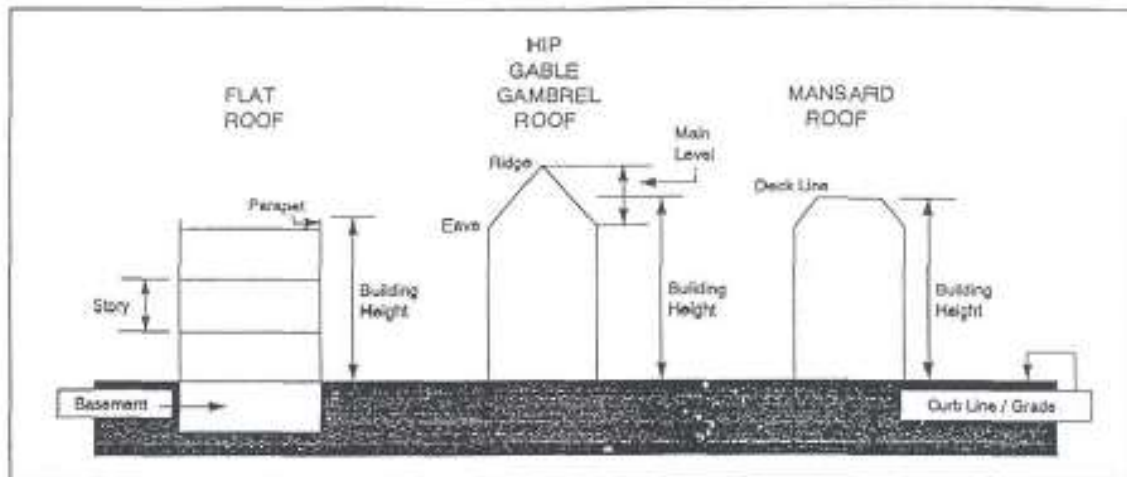 FLAT
ROOF
HIP
GABLE
GAMBREL
ROOF
MANSARD
ROOF
Main
Level
Ridge
Eave
Deck Line
Parapet
Story
Building
Height
Building
Height
Building
Height
Basement
Curb Line / Grade